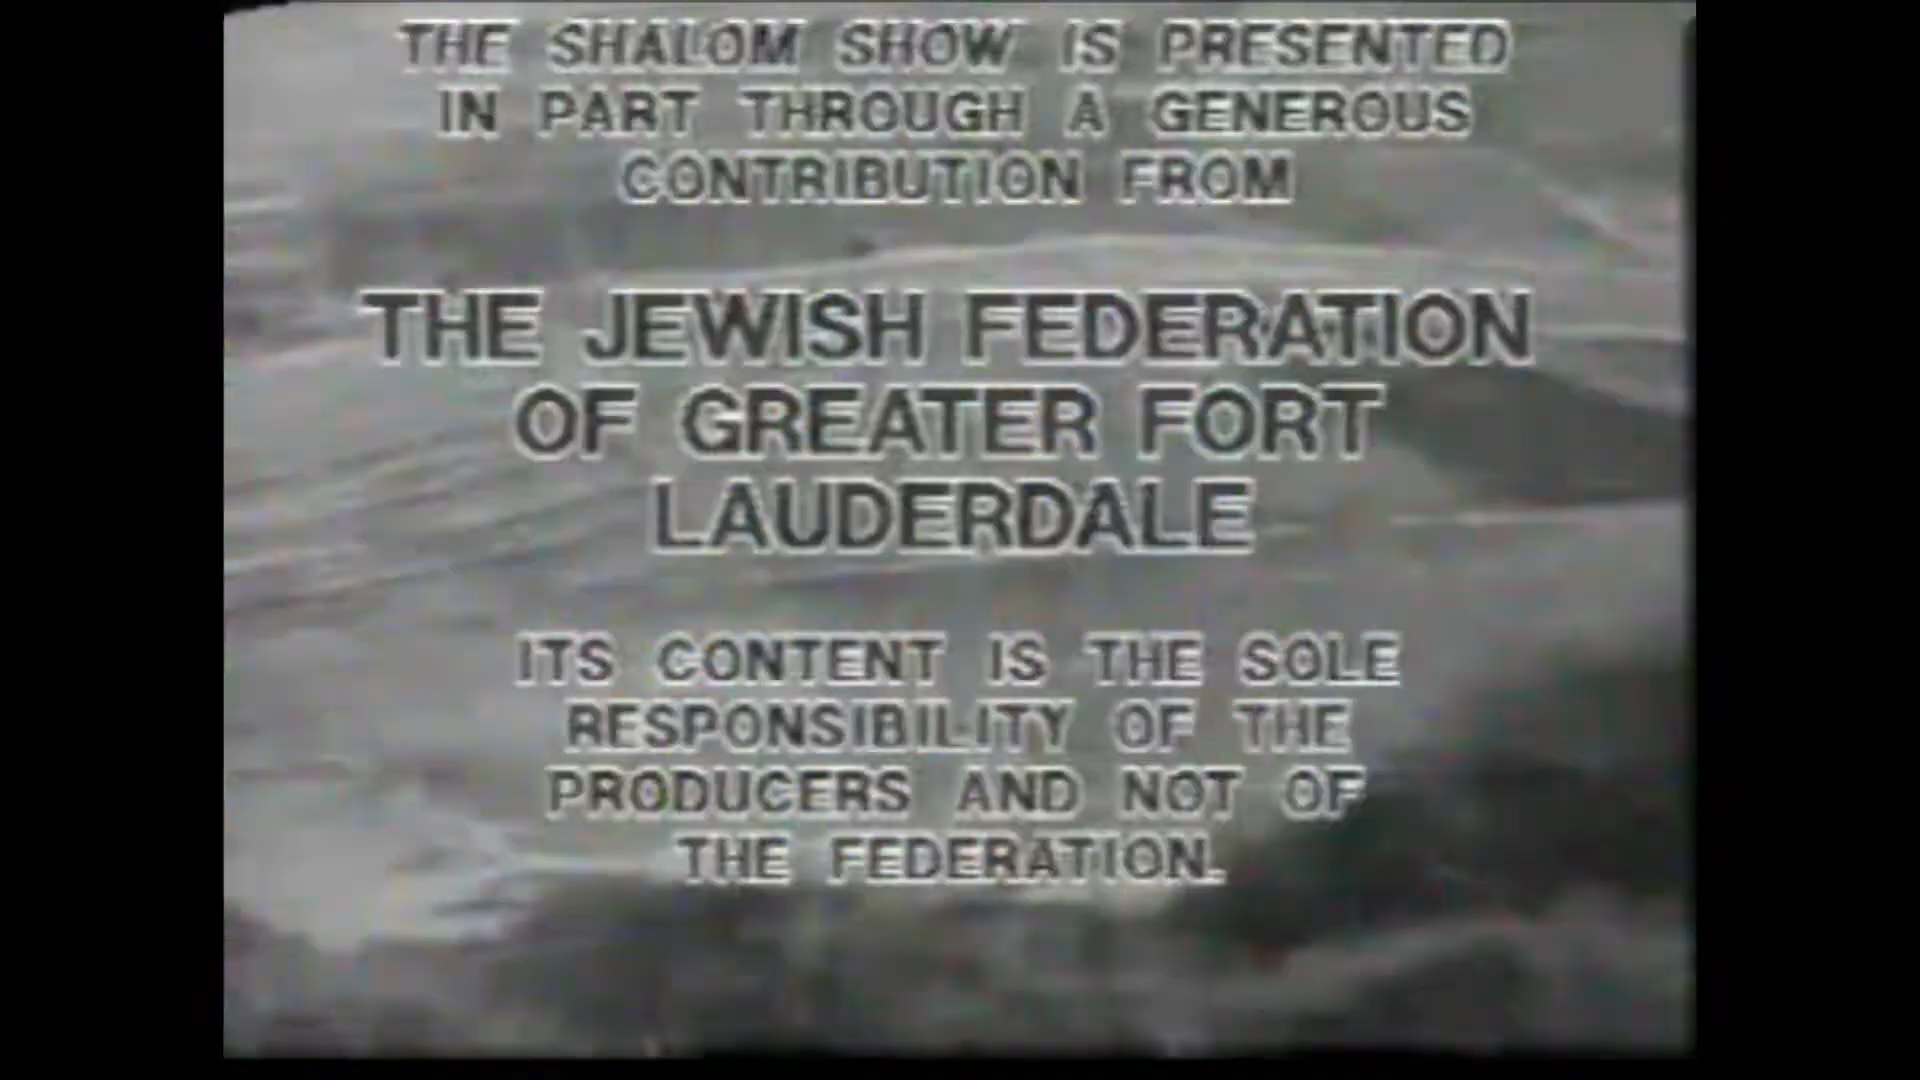 THE SHALOM SHOW IS PRESENTED
IN PART THROUGH A GENEROUS
CONTRIBUTION FROM
THE JEWISH FEDERATION
OF GREATER FORT
LAUDERDALE
ITS CONTENT IS THE SOLE
RESPONSIBILITY OF THE
PRODUCERS AND NOT OF
THE FEDERATION.